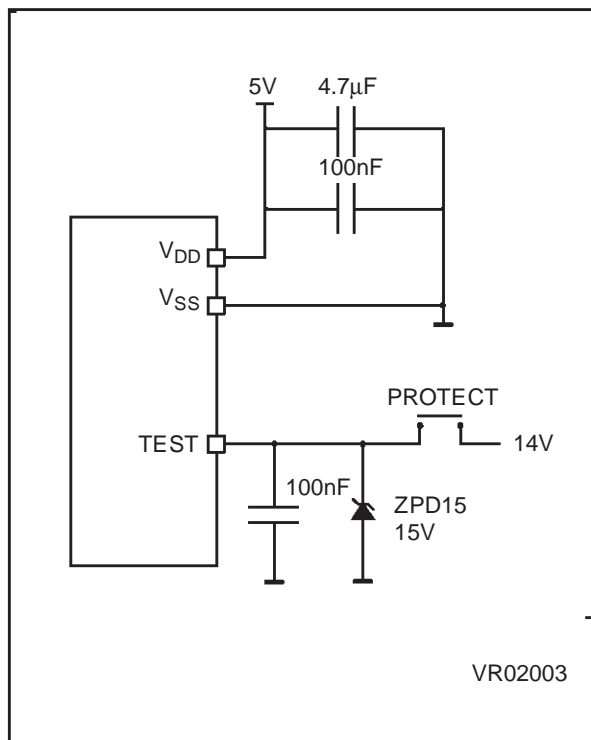 5V 4.7µF
100nF
VDD
VSS
PROTECT
TEST 14V
100nF ZPD15
15V
VR02003